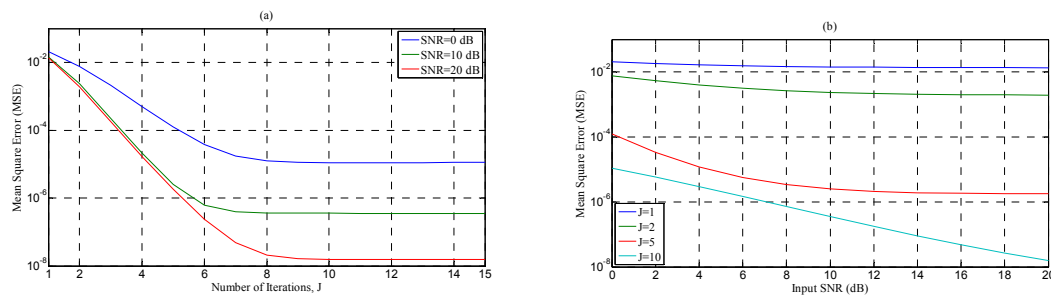 (a)
Mean Square Error (MSE)
10^-2
10^-4
10^-6
10^-8
1 2 4 6 8 10 12 14 15
Number of Iterations, J
SNR=0 dB
SNR=10 dB
SNR=20 dB
(b)
Mean Square Error (MSE)
10^-2
10^-4
10^-6
10^-8
0 2 4 6 8 10 12 14 16 18 20
Input SNR (dB)
J=1
J=2
J=5
J=10